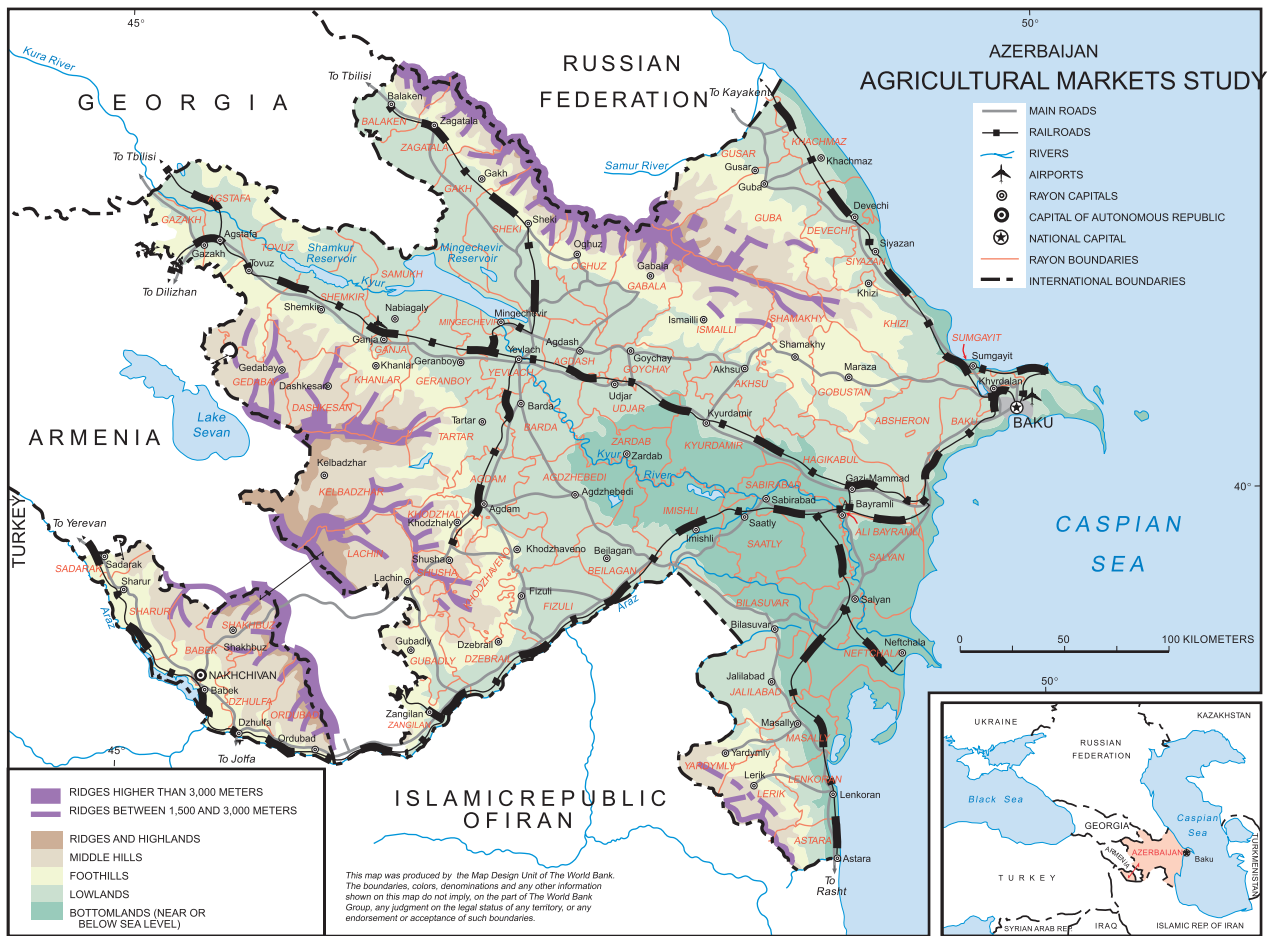 45°
50°
AZERBAIJAN
AGRICULTURAL MARKETS STUDY
MAIN ROADS
RAILROADS
RIVERS
AIRPORTS
RAYON CAPITALS
CAPITAL OF AUTONOMOUS REPUBLIC
NATIONAL CAPITAL
RAYON BOUNDARIES
INTERNATIONAL BOUNDARIES
Kura River
GEORGIA
RUSSIAN
FEDERATION
To Tbilisi
To Kayakent
To Tbilisi
Samur River
Balaken
BALAKEN
Zagatala
ZAGATALA
Gakh
GAKH
Sheki
SHEKI
Oghuz
OGHUZ
Gabala
GABALA
GUSAR
Gusar
KHACHMAZ
Khachmaz
Guba
GUBA
Devechi
DEVECHI
Siyazan
SIYAZAN
Khizi
KHIZI
AGSTAFA
GAZAKH
Agstafa
Gazakh
TOVUZ
Tovuz
To Dilizhan
Shamkur
Reservoir
Mingechevir
Reservoir
Kyur
SAMUKH
SHEMKIR
Shemkir
Nabiagaly
MINGECHEVIR
Mingechevir
Ismailli
ISMAILLI
SHAMAKHY
Shamakhy
SUMGAYIT
Sumgayit
Khyrdalan
BAKU
BAKU
Ganja
GANJA
Khanlar
KHANLAR
Geranboy
GERANBOY
Yevlach
YEVLACH
Agdash
AGDASH
Goychay
GOYCHAY
Akhsu
AKHSU
Maraza
GOBUSTAN
ABSHERON
Gedabay
GEDABAY
Dashkesan
DASHKESAN
Lake
Sevan
ARMENIA
Udjar
UDJAR
Kyurdamir
KYURDAMIR
Barda
BARDA
Tartar
TARTAR
ZARDAB
Zardab
Kyur
River
HAGIKABUL
Gazi-Mammad
Kelbadzhar
KELBADZHAR
AGDAM
Agdam
AGDZHEBEDI
Agdzhebedi
SABIRABAD
Sabirabad
Ali Bayramli
ALI BAYRAMLI
40°
KHODZHALY
Khodzhaly
IMISHLI
Imishli
Saatly
SAATLY
SALYAN
Salyan
CASPIAN
SEA
TURKEY
To Yerevan
Sadarak
SADARAK
Sharur
SHARUR
LACHIN
Lachin
Shusha
SHUSHA
Khodzhaveno
KHODZHAVENO
Beilagan
BEILAGAN
Fizuli
FIZULI
Araz
Araz
BILASUVAR
Bilasuvar
SHAKHBUZ
Shakhbuz
BABEK
Babek
NAKHCHIVAN
DZHULFA
Dzhulfa
ORDUBAD
Ordubad
To Joffa
45°
Gubadly
GUBADLY
Dzebrail
DZEBRAIL
Zangilan
ZANGILAN
Neftchala
NEFTCHALA
0 50 100 KILOMETERS
50°
Jalilabad
JALILABAD
Masally
MASALLY
Yardymly
YARDYMLY
Lerik
LERIK
LENKORAN
Lenkoran
ASTARA
Astara
To
Rasht
ISLAMIC REPUBLIC
OF IRAN
RIDGES HIGHER THAN 3,000 METERS
RIDGES BETWEEN 1,500 AND 3,000 METERS
RIDGES AND HIGHLANDS
MIDDLE HILLS
FOOTHILLS
LOWLANDS
BOTTOMLANDS (NEAR OR
BELOW SEA LEVEL)
This map was produced by the Map Design Unit of The World Bank.
The boundaries, colors, denominations and any other information
shown on this map do not imply, on the part of The World Bank
Group, any judgment on the legal status of any territory, or any
endorsement or acceptance of such boundaries.
UKRAINE
KAZAKHSTAN
RUSSIAN
FEDERATION
Black Sea
Caspian
Sea
GEORGIA
ARMENIA
AZERBAIJAN
Baku
TURKEY
TURKMENISTAN
SYRIAN ARAB REP.
IRAQ
ISLAMIC REP. OF IRAN